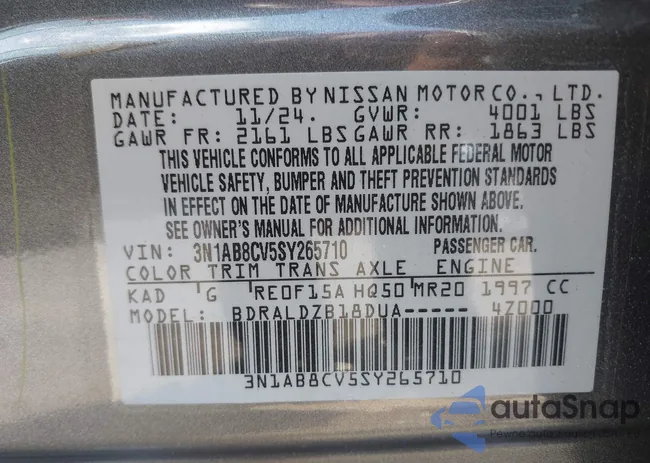 MANUFACTURED BY NISSAN MOTOR CO., LTD.
DATE: 11/24. GVWR: 4001 LBS
GAWR FR: 2161 LBS GAWR RR: 1863 LBS
THIS VEHICLE CONFORMS TO ALL APPLICABLE FEDERAL MOTOR
VEHICLE SAFETY, BUMPER AND THEFT PREVENTION STANDARDS
IN EFFECT ON THE DATE OF MANUFACTURE SHOWN ABOVE.
SEE OWNER'S MANUAL FOR ADDITIONAL INFORMATION.
VIN: 3N1AB8CV5SY265710 PASSENGER CAR.
COLOR TRIM TRANS AXLE ENGINE
KAD G RE0F15A HQ50 MR20 1997 CC
MODEL: BDRALDZB18DUA----- 4Z000
3N1AB8CV5SY265710
autoSnap